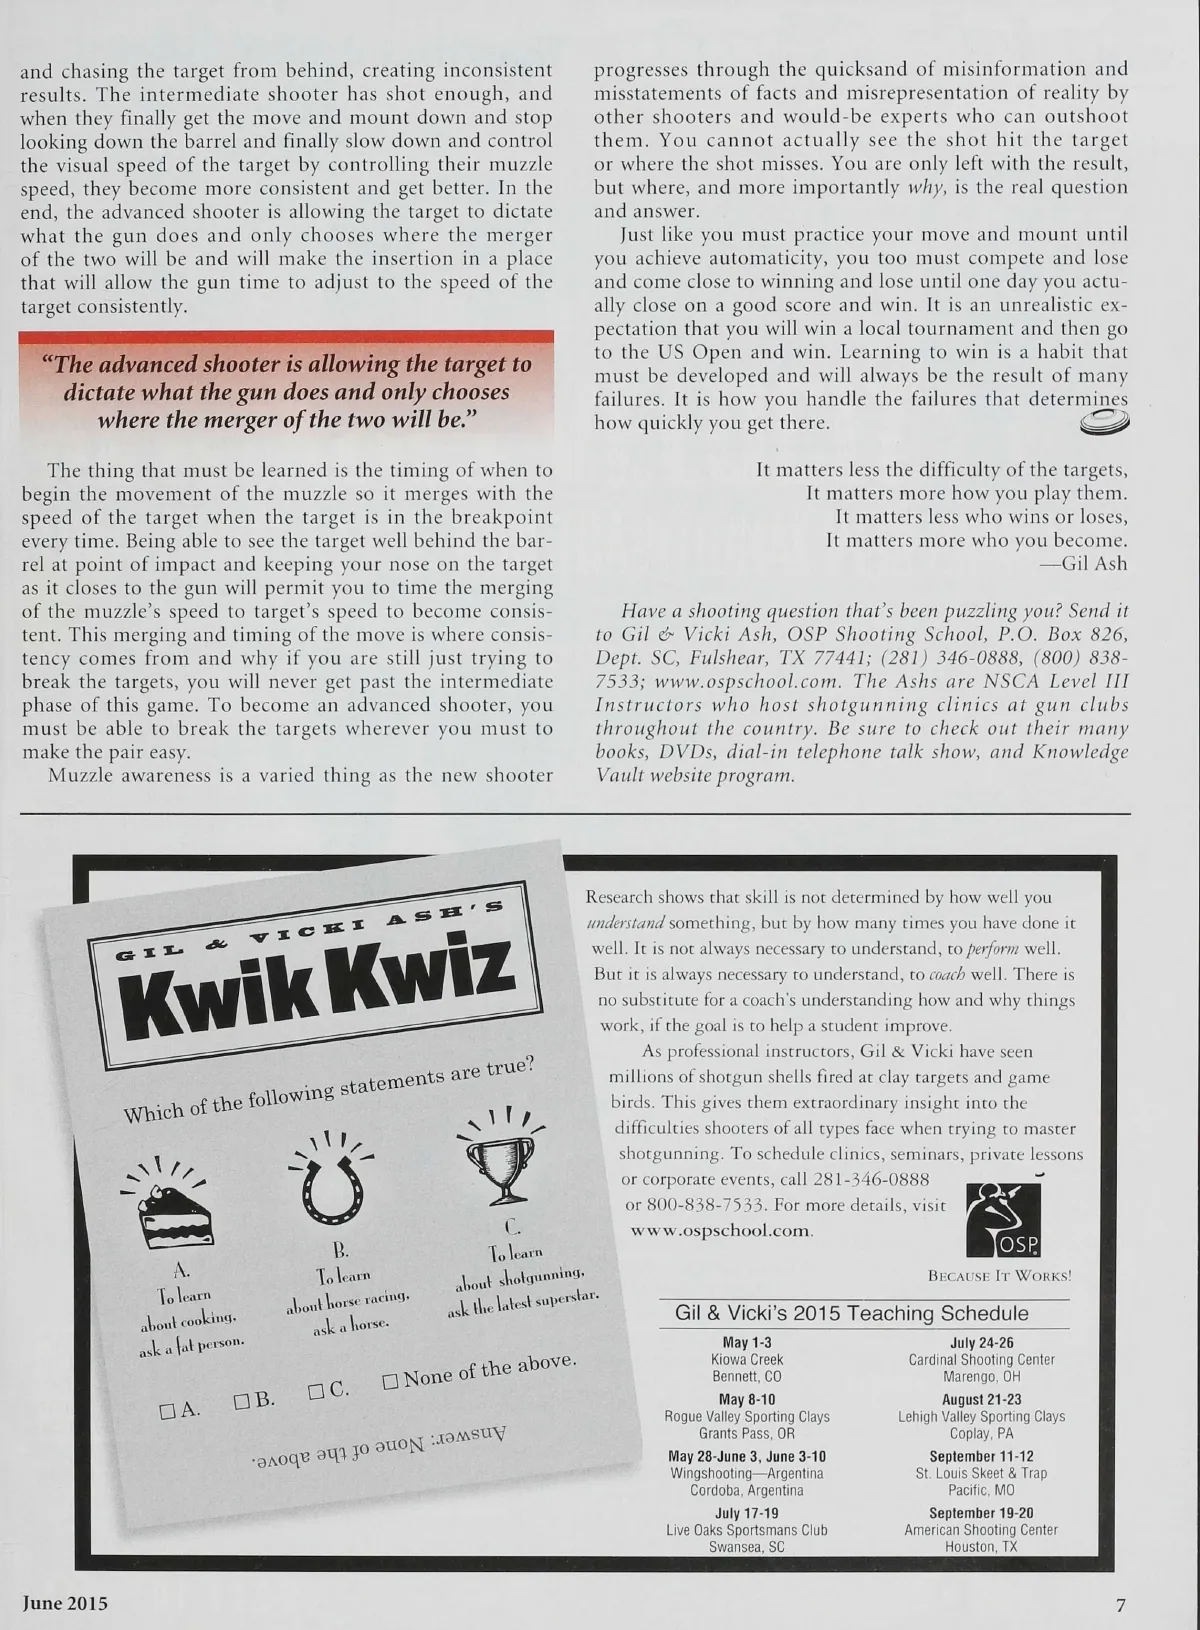 and chasing the target from behind, creating inconsistent
results. The intermediate shooter has shot enough, and
when they finally get the move and mount down and stop
looking down the barrel and finally slow down and control
the visual speed of the target by controlling their muzzle
speed, they become more consistent and get better. In the
end, the advanced shooter is allowing the target to dictate
what the gun does and only chooses where the merger
of the two will be and will make the insertion in a place
that will allow the gun time to adjust to the speed of the
target consistently.
“The advanced shooter is allowing the target to
dictate what the gun does and only chooses
where the merger of the two will be.”
The thing that must be learned is the timing of when to
begin the movement of the muzzle so it merges with the
speed of the target when the target is in the breakpoint
every time. Being able to see the target well behind the bar-
rel at point of impact and keeping your nose on the target
as it closes to the gun will permit you to time the merging
of the muzzle’s speed to target’s speed to become consis-
tent. This merging and timing of the move is where consis-
tency comes from and why if you are still just trying to
break the targets, you will never get past the intermediate
phase of this game. To become an advanced shooter, you
must be able to break the targets wherever you must to
make the pair easy.
Muzzle awareness is a varied thing as the new shooter
progresses through the quicksand of misinformation and
misstatements of facts and misrepresentation of reality by
other shooters and would-be experts who can outshoot
them. You cannot actually see the shot hit the target
or where the shot misses. You are only left with the result,
but where, and more importantly why, is the real question
and answer.
Just like you must practice your move and mount until
you achieve automaticity, you too must compete and lose
and come close to winning and lose until one day you actu-
ally close on a good score and win. It is an unrealistic ex-
pectation that you will win a local tournament and then go
to the US Open and win. Learning to win is a habit that
must be developed and will always be the result of many
failures. It is how you handle the failures that determines
how quickly you get there.
It matters less the difficulty of the targets,
It matters more how you play them.
It matters less who wins or loses,
It matters more who you become.
—Gil Ash
Have a shooting question that’s been puzzling you? Send it
to Gil & Vicki Ash, OSP Shooting School, P.O. Box 826,
Dept. SC, Fulshear, TX 77441; (281) 346-0888, (800) 838-
7533; www.ospschool.com. The Ashs are NSCA Level III
Instructors who host shotgunning clinics at gun clubs
throughout the country. Be sure to check out their many
books, DVDs, dial-in telephone talk show, and Knowledge
Vault website program.
GIL & VICKI ASH’S
Kwik Kwiz
Which of the following statements are true?
A.
To learn
about cooking,
ask a fat person.
B.
To learn
about horse racing,
ask a horse.
C.
To learn
about shotgunning,
ask the latest superstar.
☐ A. ☐ B. ☐ C. ☐ None of the above.
Answer: None of the above.
Research shows that skill is not determined by how well you
understand something, but by how many times you have done it
well. It is not always necessary to understand, to perform well.
But it is always necessary to understand, to coach well. There is
no substitute for a coach’s understanding how and why things
work, if the goal is to help a student improve.
As professional instructors, Gil & Vicki have seen
millions of shotgun shells fired at clay targets and game
birds. This gives them extraordinary insight into the
difficulties shooters of all types face when trying to master
shotgunning. To schedule clinics, seminars, private lessons
or corporate events, call 281-346-0888
or 800-838-7533. For more details, visit
www.ospschool.com.
OSP
BECAUSE IT WORKS!
Gil & Vicki’s 2015 Teaching Schedule
May 1-3
Kiowa Creek
Bennett, CO
May 8-10
Rogue Valley Sporting Clays
Grants Pass, OR
May 28-June 3, June 3-10
Wingshooting—Argentina
Cordoba, Argentina
July 17-19
Live Oaks Sportsmans Club
Swansea, SC
July 24-26
Cardinal Shooting Center
Marengo, OH
August 21-23
Lehigh Valley Sporting Clays
Coplay, PA
September 11-12
St. Louis Skeet & Trap
Pacific, MO
September 19-20
American Shooting Center
Houston, TX
June 2015
7